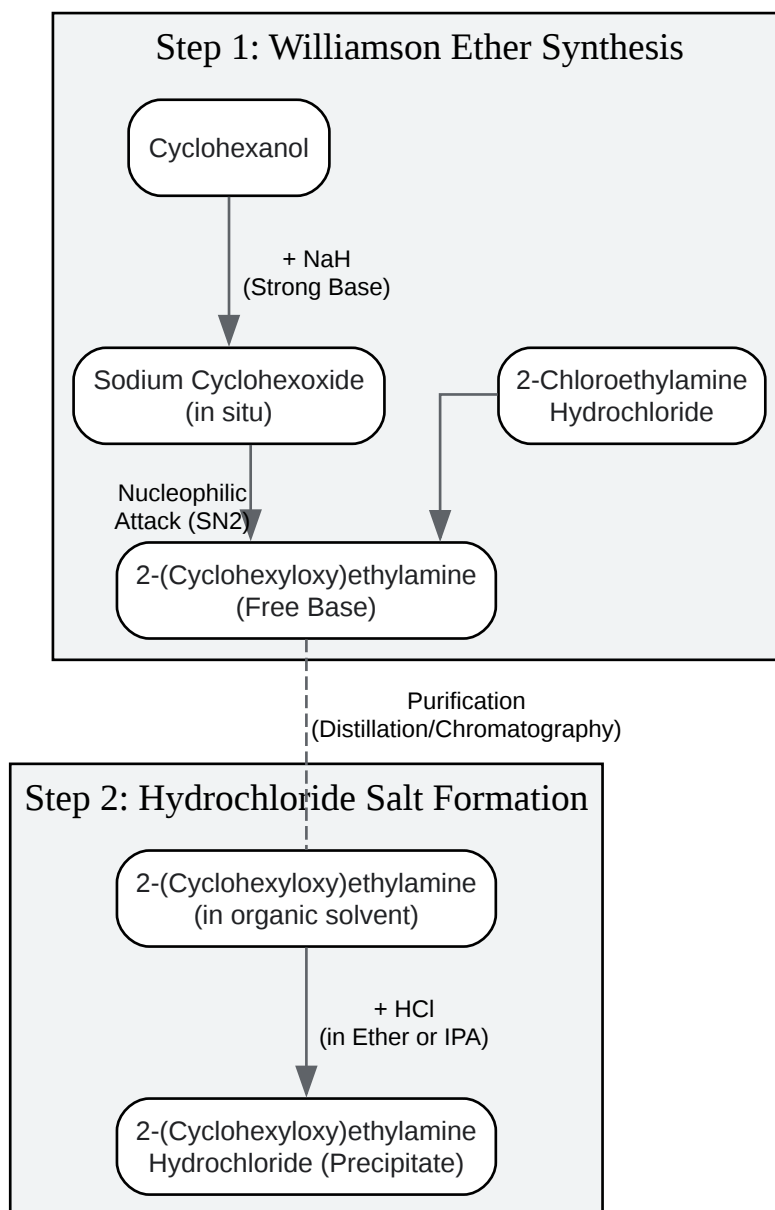 Step 1: Williamson Ether Synthesis
Cyclohexanol
+ NaH
(Strong Base)
Sodium Cyclohexoxide
(in situ)
2-Chloroethylamine
Hydrochloride
Nucleophilic
Attack (SN2)
2-(Cyclohexyloxy)ethylamine
(Free Base)
Purification
(Distillation/Chromatography)
Step 2: Hydrochloride Salt Formation
2-(Cyclohexyloxy)ethylamine
(in organic solvent)
+ HCl
(in Ether or IPA)
2-(Cyclohexyloxy)ethylamine
Hydrochloride (Precipitate)